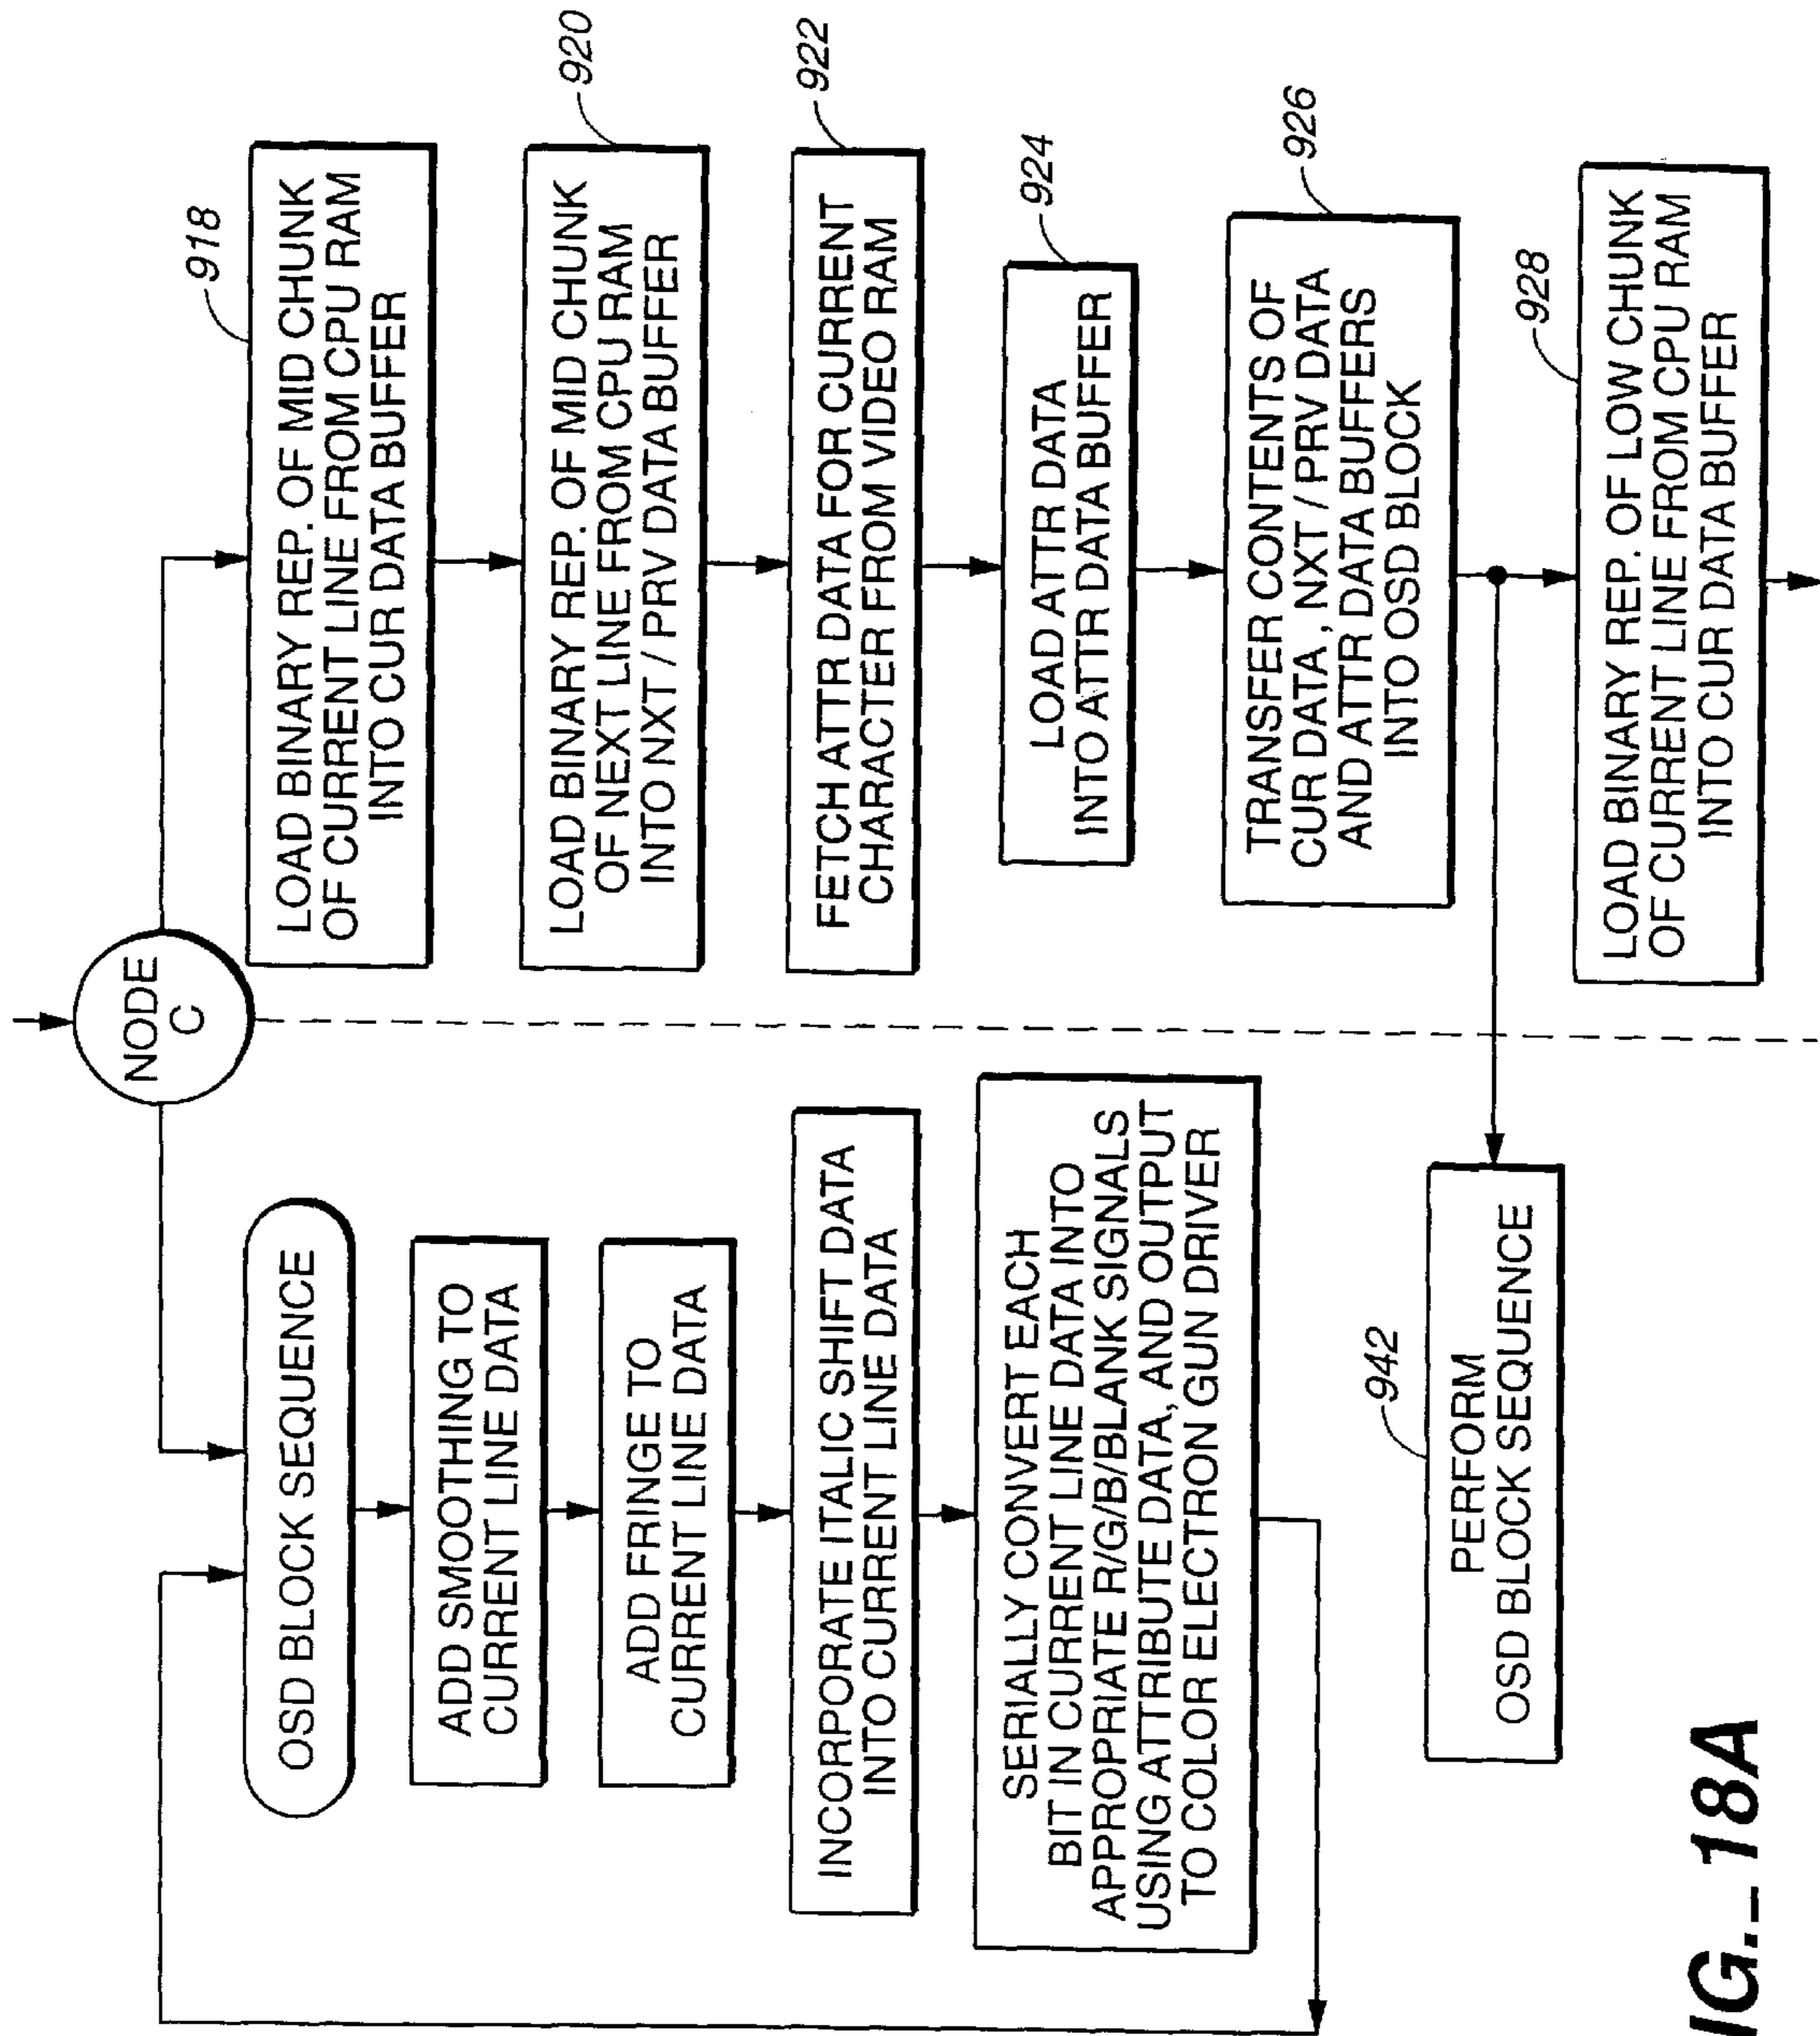 NODE
C
OSD BLOCK SEQUENCE
ADD SMOOTHING TO
CURRENT LINE DATA
ADD FRINGE TO
CURRENT LINE DATA
INCORPORATE ITALIC SHIFT DATA
INTO CURRENT LINE DATA
SERIALLY CONVERT EACH
BIT IN CURRENT LINE DATA INTO
APPROPRIATE R/G/B/BLANK SIGNALS
USING ATTRIBUTE DATA, AND OUTPUT
TO COLOR ELECTRON GUN DRIVER
942
PERFORM
OSD BLOCK SEQUENCE
918
LOAD BINARY REP. OF MID CHUNK
OF CURRENT LINE FROM CPU RAM
INTO CUR DATA BUFFER
920
LOAD BINARY REP. OF MID CHUNK
OF NEXT LINE FROM CPU RAM
INTO NXT / PRV DATA BUFFER
922
FETCH ATTR DATA FOR CURRENT
CHARACTER FROM VIDEO RAM
924
LOAD ATTR DATA
INTO ATTR DATA BUFFER
926
TRANSFER CONTENTS OF
CUR DATA, NXT / PRV DATA
AND ATTR DATA BUFFERS
INTO OSD BLOCK
928
LOAD BINARY REP. OF LOW CHUNK
OF CURRENT LINE FROM CPU RAM
INTO CUR DATA BUFFER
IG._18A